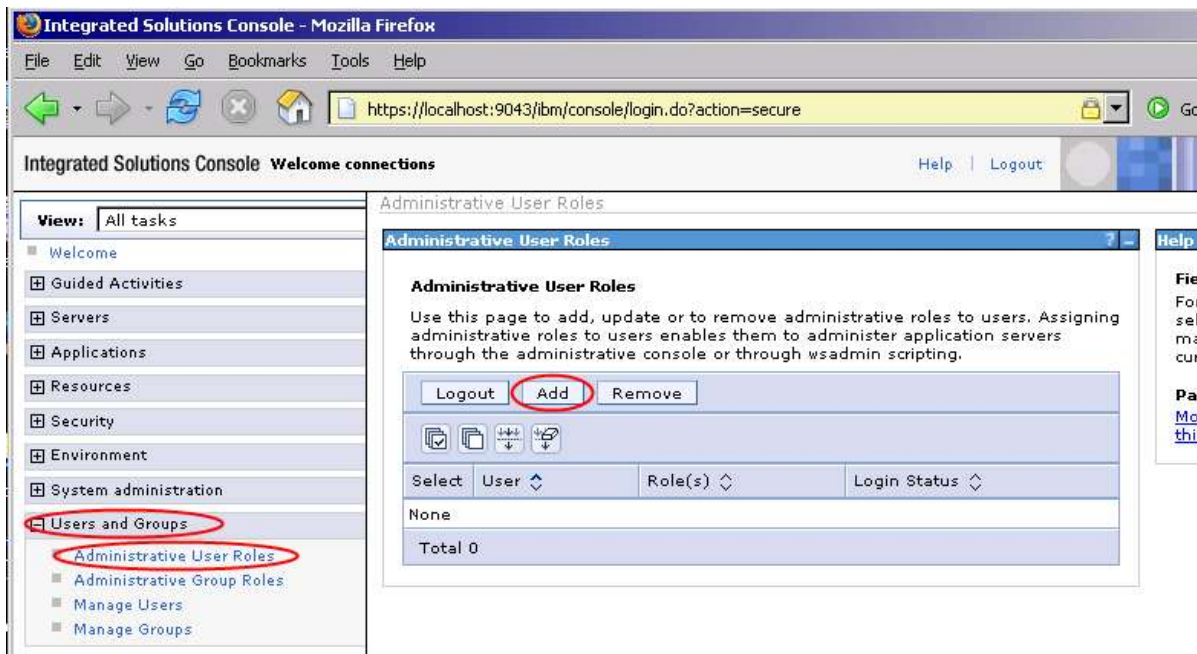 Integrated Solutions Console - Mozilla Firefox
File Edit View Go Bookmarks Tools Help
https://localhost:9043/ibm/console/login.do?action=secure
Integrated Solutions Console Welcome connections
Help | Logout
View: All tasks
Welcome
Guided Activities
Servers
Applications
Resources
Security
Environment
System administration
Users and Groups
Administrative User Roles
Administrative Group Roles
Manage Users
Manage Groups
Administrative User Roles
Administrative User Roles ? -
Administrative User Roles
Use this page to add, update or to remove administrative roles to users. Assigning
administrative roles to users enables them to administer application servers
through the administrative console or through wsadmin scripting.
Logout Add Remove
Select User Role(s) Login Status
None
Total 0
Help